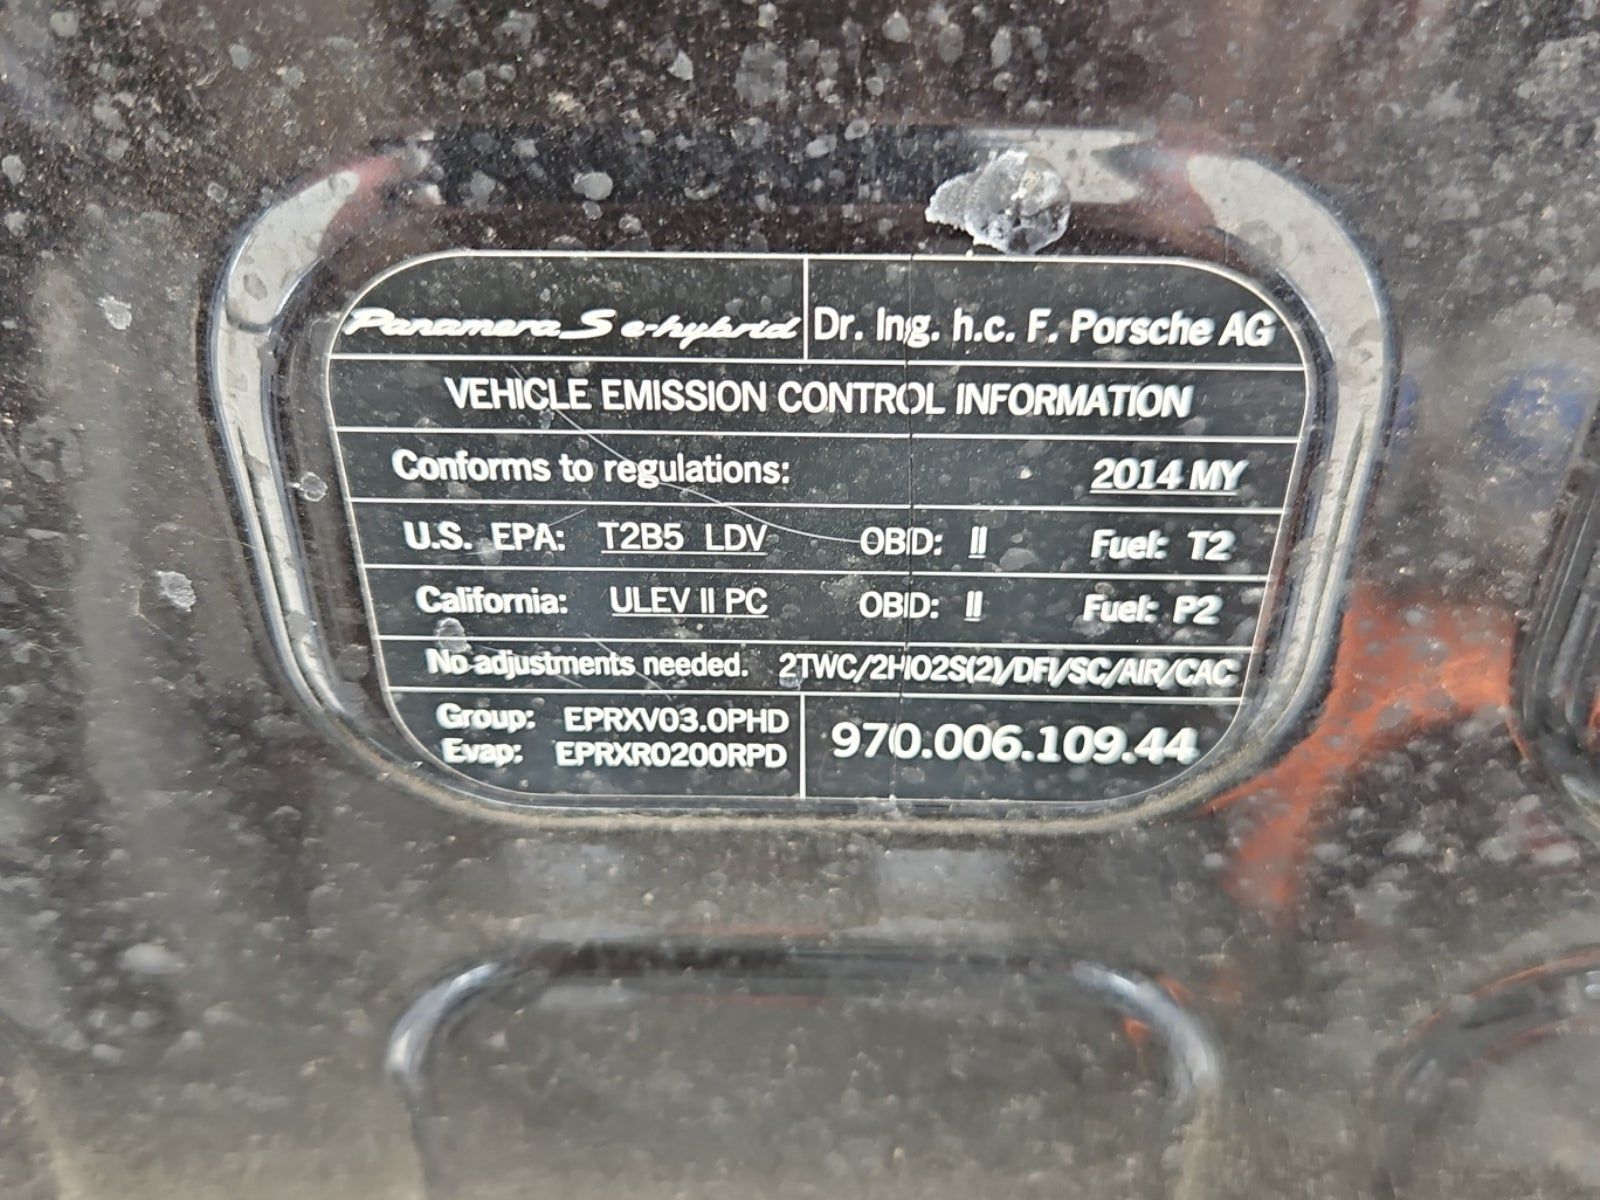 Panamera S e-hybrid Dr. Ing. h.c. F. Porsche AG
VEHICLE EMISSION CONTROL INFORMATION
Conforms to regulations: 2014 MY
U.S. EPA: T2B5 LDV OBD: II Fuel: T2
California: ULEV II PC OBD: II Fuel: P2
No adjustments needed. 2TWC/2HO2S(2)/DFI/SC/AIR/CAC
Group: EPRXV03.0PHD
Evap: EPRXR0200RPD
970.006.109.44